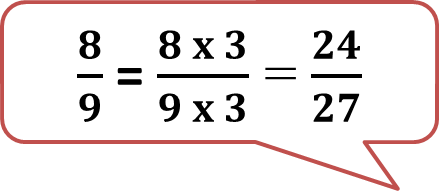 8/9 = 8 x 3/9 x 3 = 24/27